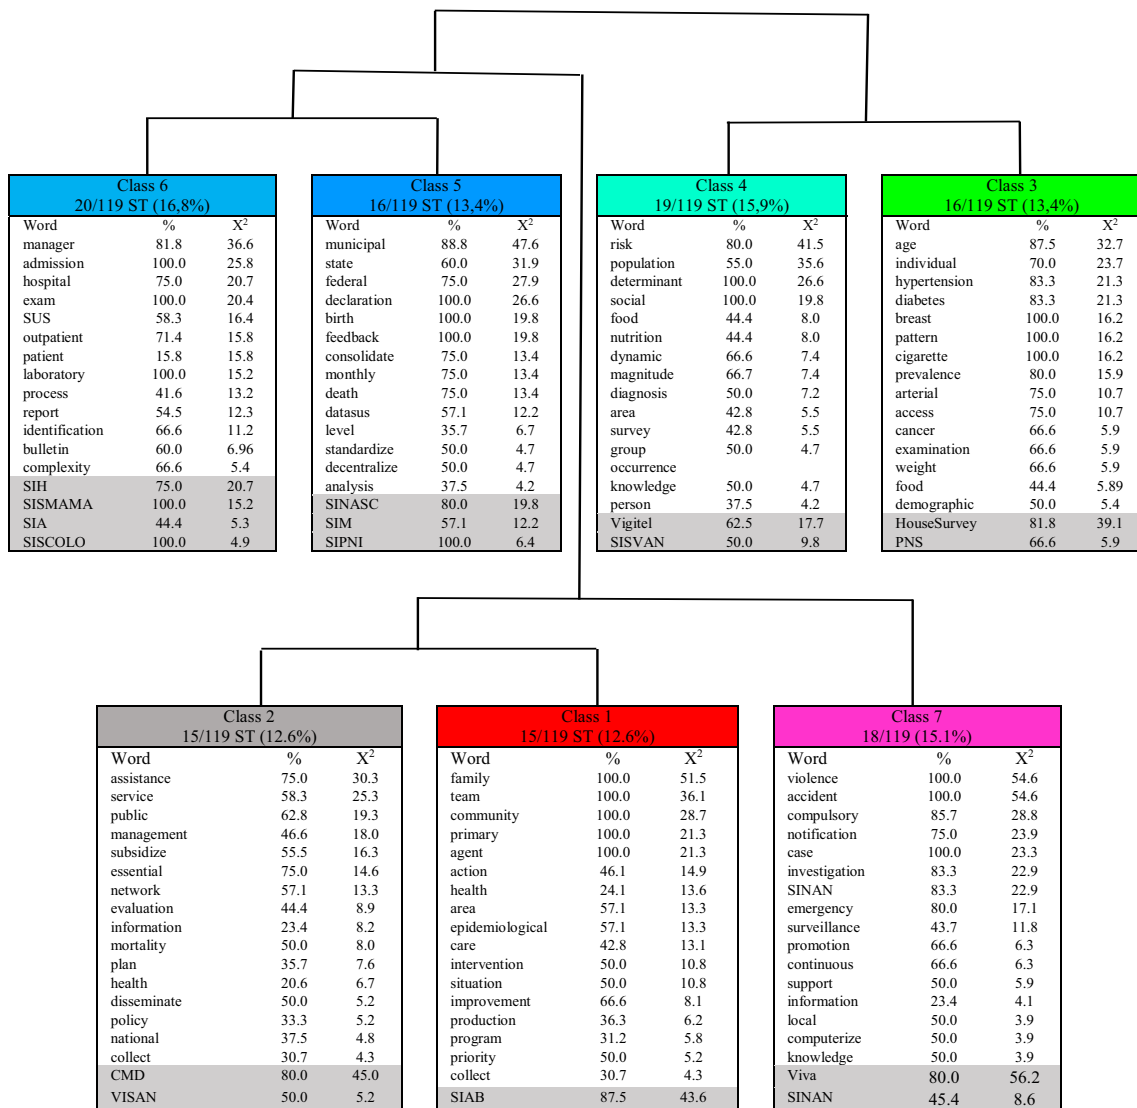 Class 6
20/119 ST (16,8%)
Word % X²
manager 81.8 36.6
admission 100.0 25.8
hospital 75.0 20.7
exam 100.0 20.4
SUS 58.3 16.4
outpatient 71.4 15.8
patient 15.8 15.8
laboratory 100.0 15.2
process 41.6 13.2
report 54.5 12.3
identification 66.6 11.2
bulletin 60.0 6.96
complexity 66.6 5.4
SIH 75.0 20.7
SISMAMA 100.0 15.2
SIA 44.4 5.3
SISCOLO 100.0 4.9
Class 5
16/119 ST (13,4%)
Word % X²
municipal 88.8 47.6
state 60.0 31.9
federal 75.0 27.9
declaration 100.0 26.6
birth 100.0 19.8
feedback 100.0 19.8
consolidate 75.0 13.4
monthly 75.0 13.4
death 75.0 13.4
datasus 57.1 12.2
level 35.7 6.7
standardize 50.0 4.7
decentralize 50.0 4.7
analysis 37.5 4.2
SINASC 80.0 19.8
SIM 57.1 12.2
SIPNI 100.0 6.4
Class 4
19/119 ST (15,9%)
Word % X²
risk 80.0 41.5
population 55.0 35.6
determinant 100.0 26.6
social 100.0 19.8
food 44.4 8.0
nutrition 44.4 8.0
dynamic 66.6 7.4
magnitude 66.7 7.4
diagnosis 50.0 7.2
area 42.8 5.5
survey 42.8 5.5
group 50.0 4.7
occurrence
knowledge 50.0 4.7
person 37.5 4.2
Vigitel 62.5 17.7
SISVAN 50.0 9.8
Class 3
16/119 ST (13,4%)
Word % X²
age 87.5 32.7
individual 70.0 23.7
hypertension 83.3 21.3
diabetes 83.3 21.3
breast 100.0 16.2
pattern 100.0 16.2
cigarette 100.0 16.2
prevalence 80.0 15.9
arterial 75.0 10.7
access 75.0 10.7
cancer 66.6 5.9
examination 66.6 5.9
weight 66.6 5.9
food 44.4 5.89
demographic 50.0 5.4
HouseSurvey 81.8 39.1
PNS 66.6 5.9
Class 2
15/119 ST (12.6%)
Word % X²
assistance 75.0 30.3
service 58.3 25.3
public 62.8 19.3
management 46.6 18.0
subsidize 55.5 16.3
essential 75.0 14.6
network 57.1 13.3
evaluation 44.4 8.9
information 23.4 8.2
mortality 50.0 8.0
plan 35.7 7.6
health 20.6 6.7
disseminate 50.0 5.2
policy 33.3 5.2
national 37.5 4.8
collect 30.7 4.3
CMD 80.0 45.0
VISAN 50.0 5.2
Class 1
15/119 ST (12.6%)
Word % X²
family 100.0 51.5
team 100.0 36.1
community 100.0 28.7
primary 100.0 21.3
agent 100.0 21.3
action 46.1 14.9
health 24.1 13.6
area 57.1 13.3
epidemiological 57.1 13.3
care 42.8 13.1
intervention 50.0 10.8
situation 50.0 10.8
improvement 66.6 8.1
production 36.3 6.2
program 31.2 5.8
priority 50.0 5.2
collect 30.7 4.3
SIAB 87.5 43.6
Class 7
18/119 (15.1%)
Word % X²
violence 100.0 54.6
accident 100.0 54.6
compulsory 85.7 28.8
notification 75.0 23.9
case 100.0 23.3
investigation 83.3 22.9
SINAN 83.3 22.9
emergency 80.0 17.1
surveillance 43.7 11.8
promotion 66.6 6.3
continuous 66.6 6.3
support 50.0 5.9
information 23.4 4.1
local 50.0 3.9
computerize 50.0 3.9
knowledge 50.0 3.9
Viva 80.0 56.2
SINAN 45.4 8.6